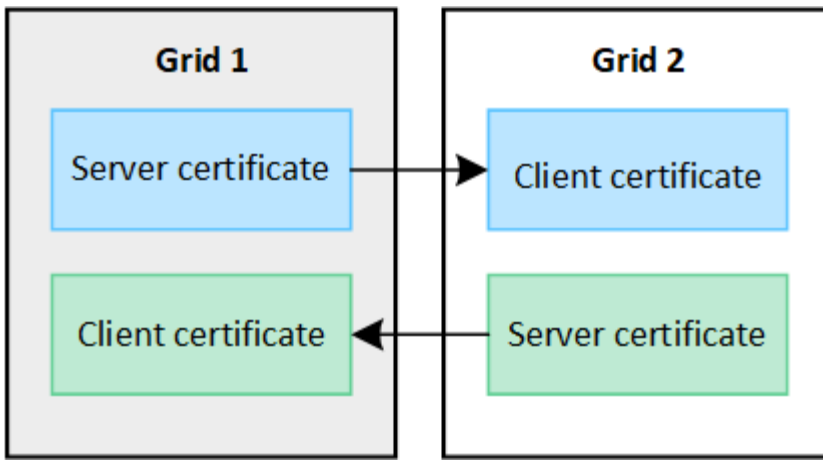 Grid 1
Server certificate
Client certificate
Grid 2
Client certificate
Server certificate